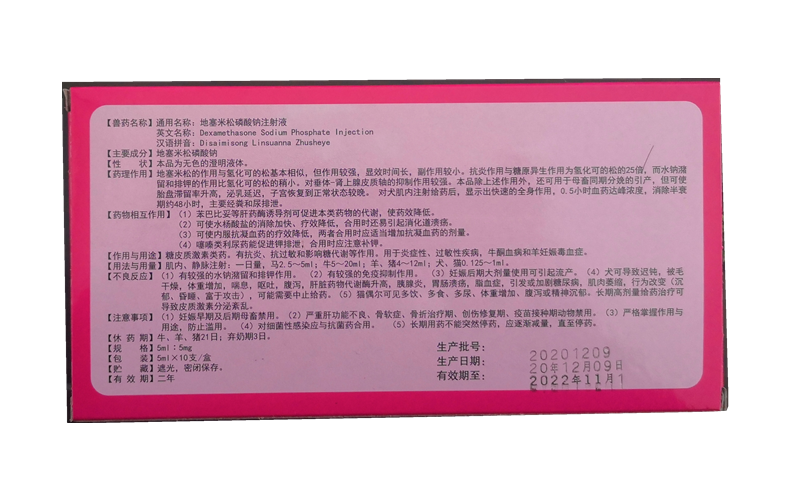 【兽药名称】通用名称：地塞米松磷酸钠注射液
英文名称：Dexamethasone Sodium Phosphate Injection
汉语拼音：Disaimisong Linsuanna Zhusheye
【主要成分】地塞米松磷酸钠
【性　　状】本品为无色的澄明液体。
【药理作用】地塞米松的作用与氢化可的松基本相似，但作用较强，显效时间长，副作用较小。抗炎作用与糖原异生作用为氢化可的松的25倍，而水钠潴
留和排钾的作用比氢化可的松的稍小。对垂体-肾上腺皮质轴的抑制作用较强。本品除上述作用外，还可用于母畜同期分娩的引产，但可使
胎盘滞留率升高，泌乳延迟，子宫恢复到正常状态较晚。 对犬肌内注射给药后，显示出快速的全身作用，0.5小时血药达峰浓度，消除半衰
期约48小时，主要经粪和尿排泄。
【药物相互作用】（1）苯巴比妥等肝药酶诱导剂可促进本类药物的代谢，使药效降低。
（2）可使水杨酸盐的消除加快、疗效降低，合用时还易引起消化道溃疡。
（3）可使内服抗凝血药的疗效降低，两者合用时应适当增加抗凝血药的剂量。
（4）噻嗪类利尿药能促进钾排泄，合用时应注意补钾。
【作用与用途】糖皮质激素类药。有抗炎、抗过敏和影响糖代谢等作用。用于炎症性、过敏性疾病，牛酮血病和羊妊娠毒血症。
【用法与用量】肌内、静脉注射：一日量，马2.5～5ml；牛5～20ml；羊、猪4～12ml；犬、猫0.125～1ml。
【不良反应】（1）有较强的水钠潴留和排钾作用。（2）有较强的免疫抑制作用。（3）妊娠后期大剂量使用可引起流产。（4）犬可导致迟钝，被毛
干燥，体重增加，喘息，呕吐，腹泻，肝脏药物代谢酶升高，胰腺炎，胃肠溃疡，脂血症，引发或加剧糖尿病，肌肉萎缩，行为改变（沉
郁、昏睡、富于攻击），可能需要中止给药。（5）猫偶尔可见多饮、多食、多尿、体重增加、腹泻或精神沉郁。长期高剂量给药治疗可
导致皮质激素分泌紊乱。
【注意事项】（1）妊娠早期及后期母畜禁用。（2）严重肝功能不良、骨软症、骨折治疗期、创伤修复期、疫苗接种期动物禁用。（3）严格掌握作用与
用途，防止滥用。（4）对细菌性感染应与抗菌药合用。（5）长期用药不能突然停药，应逐渐减量，直至停药。
【休 药 期】牛、羊、猪21日；弃奶期3日。
【规　　格】5ml：5mg
【包　　装】5ml×10支/盒
【贮　　藏】遮光，密闭保存。
【有 效 期】二年
生产批号： 20201209
生产日期： 20年12月09日
有效期至： 2022年11月